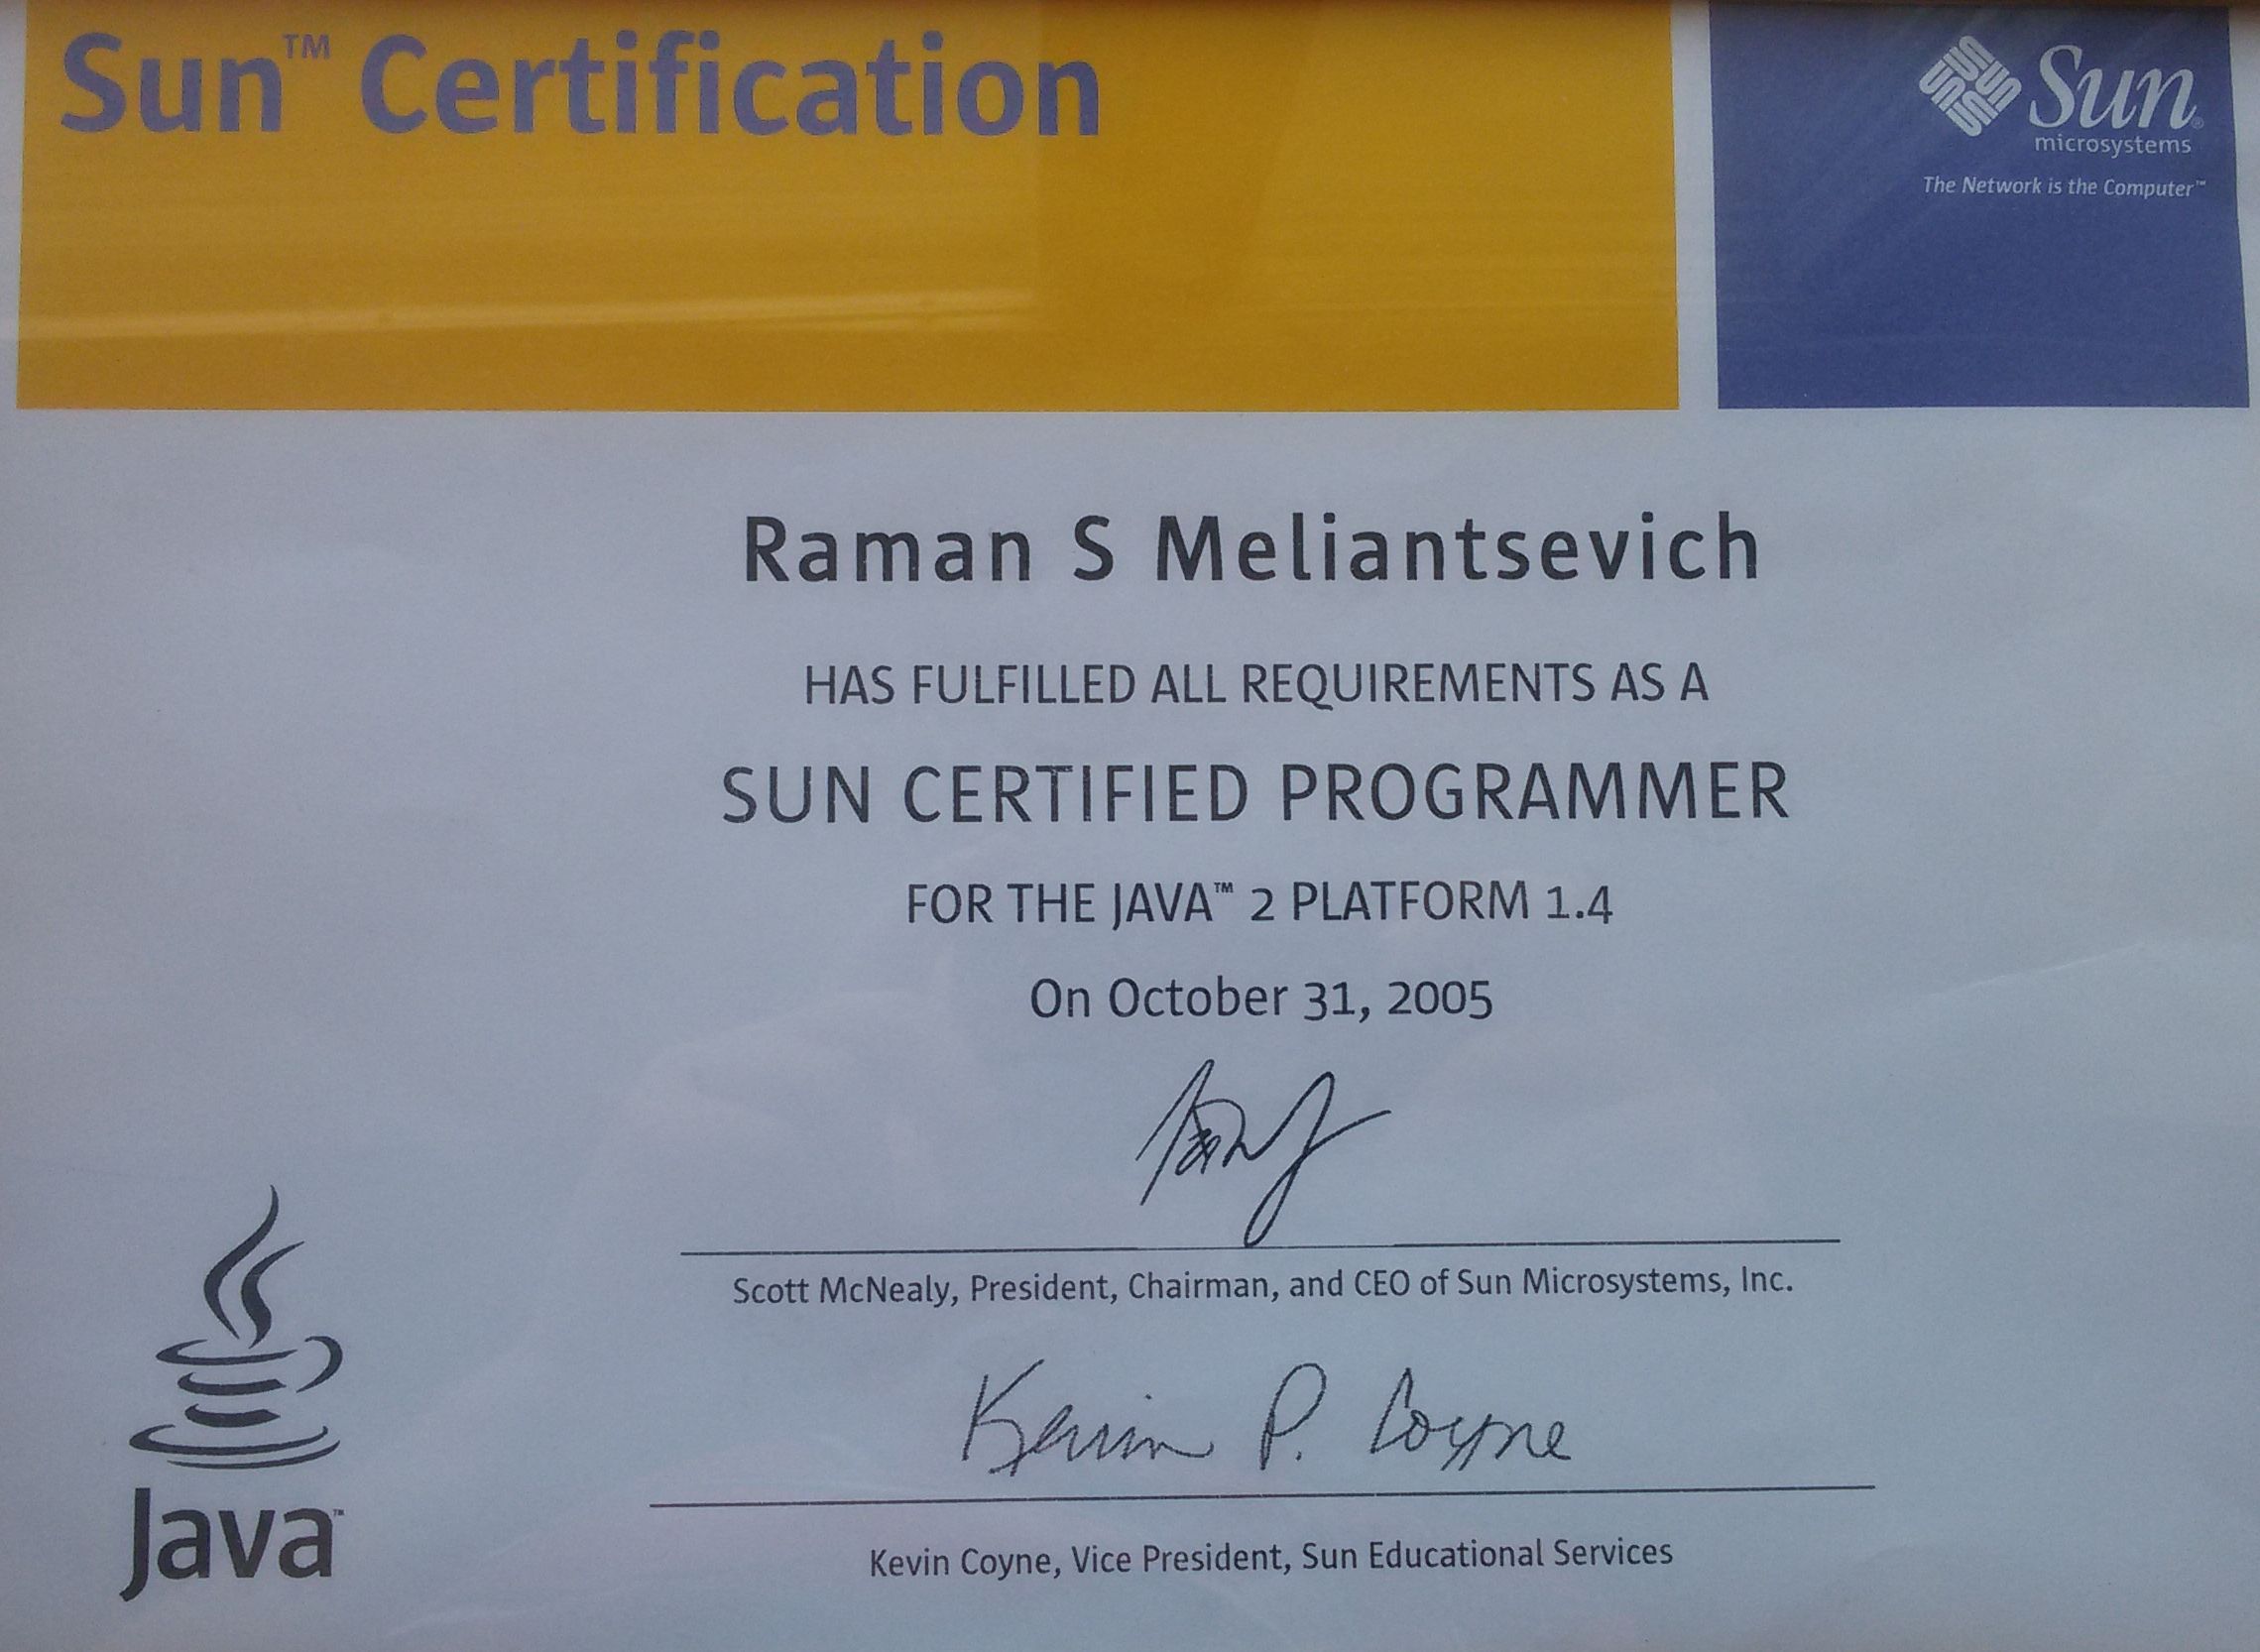 Sun™ Certification
Sun®
microsystems
The Network is the Computer™
Raman S Meliantsevich
HAS FULFILLED ALL REQUIREMENTS AS A
SUN CERTIFIED PROGRAMMER
FOR THE JAVA™ 2 PLATFORM 1.4
On October 31, 2005
Scott McNealy, President, Chairman, and CEO of Sun Microsystems, Inc.
Kevin P. Coyne
Kevin Coyne, Vice President, Sun Educational Services
Java™